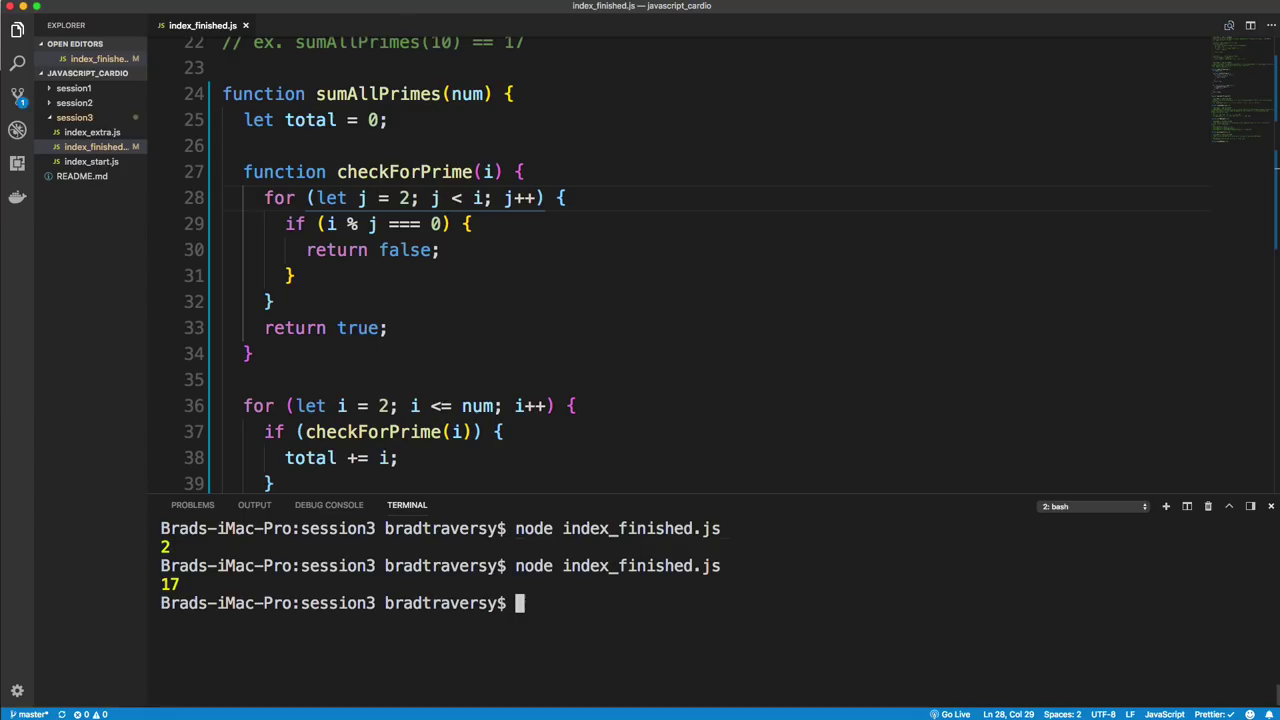 index_finished.js — javascript_cardio
EXPLORER
index_finished.js ×
OPEN EDITORS
index_finishe...
JAVASCRIPT_CARDIO
session1
session2
session3
index_extra.js
index_finished...
index_start.js
README.md
1
22 // ex. sumAllPrimes(10) == 17
23
24 function sumAllPrimes(num) {
25 let total = 0;
26
27 function checkForPrime(i) {
28 for (let j = 2; j < i; j++) {
29 if (i % j === 0) {
30 return false;
31 }
32 }
33 return true;
34 }
35
36 for (let i = 2; i <= num; i++) {
37 if (checkForPrime(i)) {
38 total += i;
39 }
PROBLEMS OUTPUT DEBUG CONSOLE TERMINAL 2: bash
Brads-iMac-Pro:session3 bradtraversy$ node index_finished.js
2
Brads-iMac-Pro:session3 bradtraversy$ node index_finished.js
17
Brads-iMac-Pro:session3 bradtraversy$
master* 0 0 Go Live Ln 28, Col 29 Spaces: 2 UTF-8 LF JavaScript Prettier: ✓